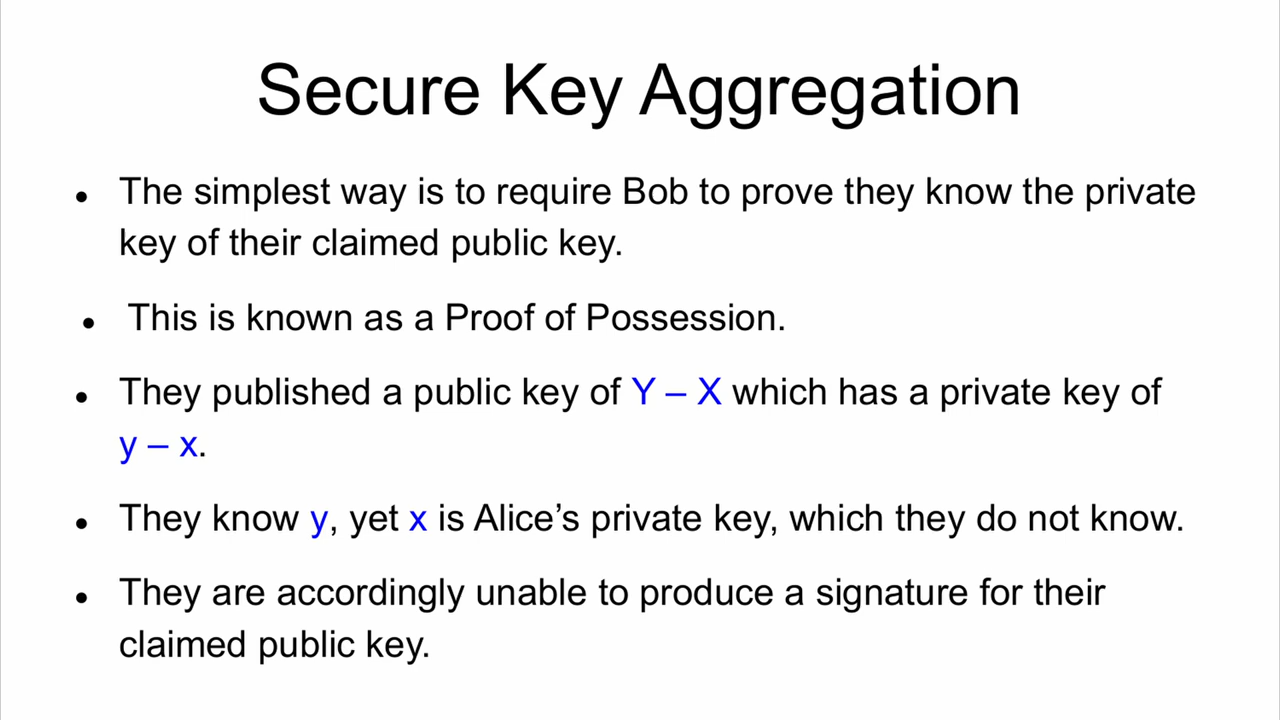 Secure Key Aggregation
• The simplest way is to require Bob to prove they know the private
key of their claimed public key.
• This is known as a Proof of Possession.
• They published a public key of Y – X which has a private key of
y – x.
• They know y, yet x is Alice’s private key, which they do not know.
• They are accordingly unable to produce a signature for their
claimed public key.